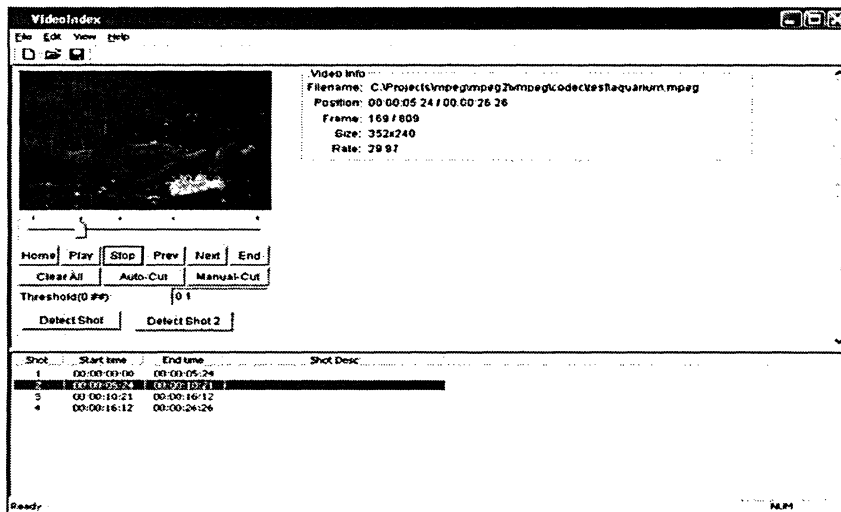 VideoIndex
File Edit View Help
Video Info
Filename: C:\Projects\mpeg\mpeg2\vmpeg\codec\test\aquarium.mpeg
Position: 00:00:05:24 / 00:00:26:26
Frame: 169 / 809
Size: 352x240
Rate: 29.97
Home Play Stop Prev Next End
Clear All Auto-Cut Manual-Cut
Threshold(0.##): 0.1
Detect Shot Detect Shot 2
Shot Start time End time Shot Desc
1 00:00:00:00 00:00:05:24
2 00:00:05:24 00:00:10:21
3 00:00:10:21 00:00:16:12
4 00:00:16:12 00:00:26:26
Ready NUM